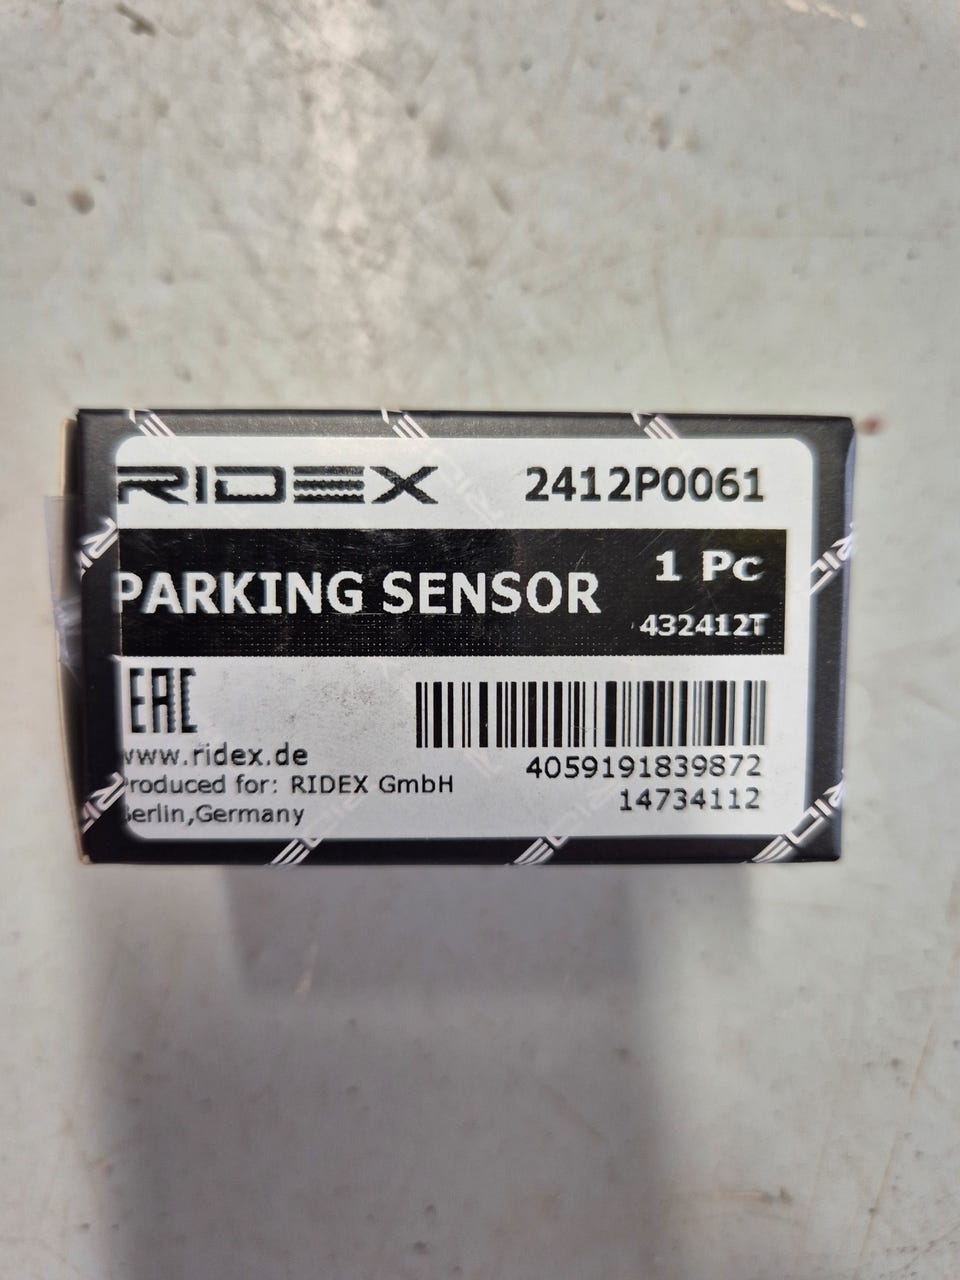 RIDEX 2412P0061
PARKING SENSOR 1 Pc
432412T
EAC
www.ridex.de
Produced for: RIDEX GmbH
Berlin,Germany
4059191839872
14734112